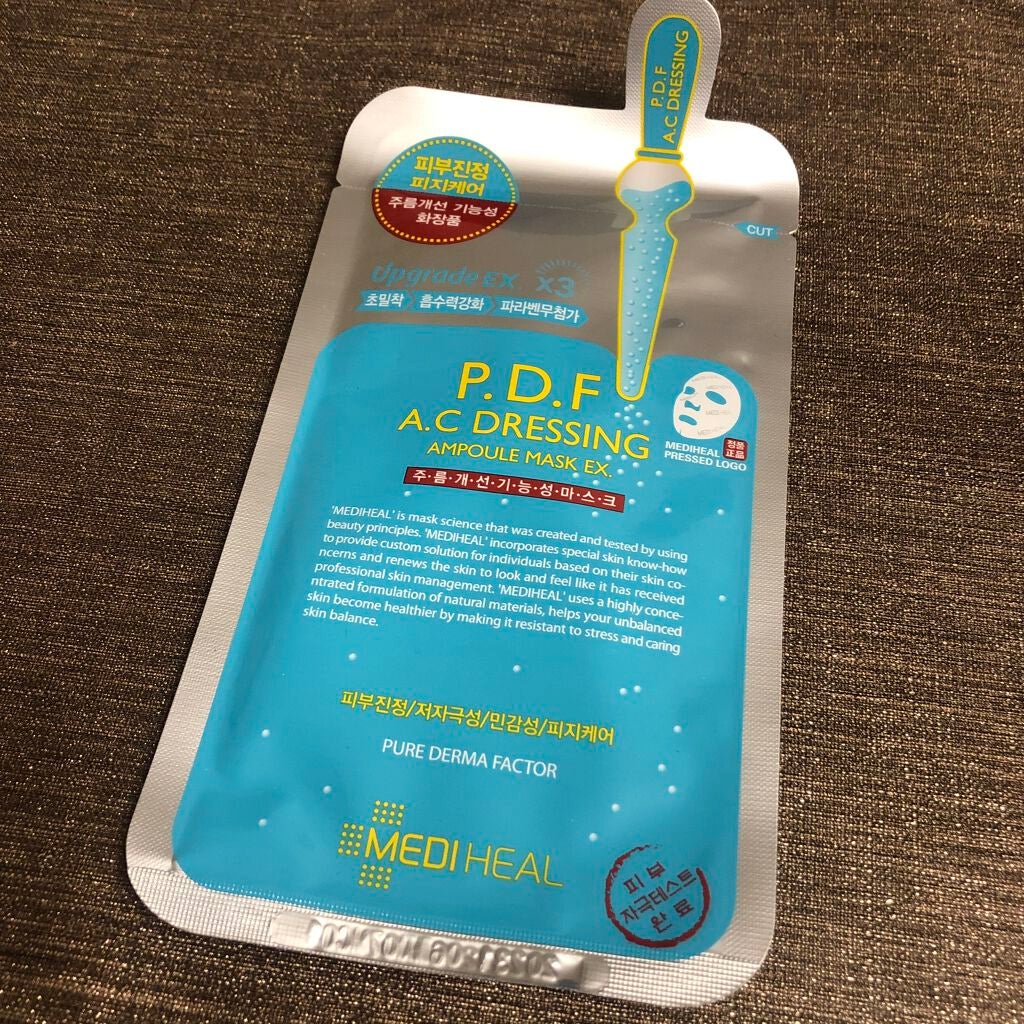 P.D.F
A.C DRESSING
피부진정
피지케어
주름개선 기능성
화장품
CUT
Upgrade EX x3
초밀착 흡수력강화 파라벤무첨가
P.D.F
A.C DRESSING
AMPOULE MASK EX.
주·름·개·선·기·능·성·마·스·크
MEDIHEAL
MEDIHEAL
MEDIHEAL
PRESSED LOGO
정품
正品
'MEDIHEAL' is mask science that was created and tested by using
beauty principles. 'MEDIHEAL' incorporates special skin know-how
to provide custom solution for individuals based on their skin co-
ncerns and renews the skin to look and feel like it has received
professional skin management. 'MEDIHEAL' uses a highly conce-
ntrated formulation of natural materials, helps your unbalanced
skin become healthier by making it resistant to stress and caring
skin balance.
피부진정/저자극성/민감성/피지케어
PURE DERMA FACTOR
MEDIHEAL
피부
자극테스트
완료